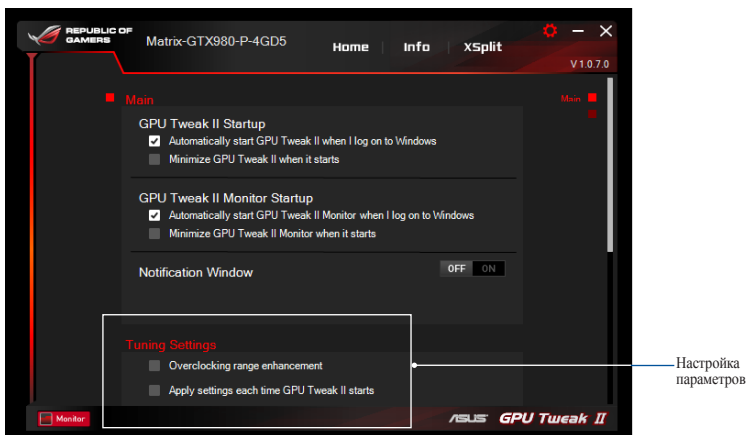 REPUBLIC OF
GAMERS
Matrix-GTX980-P-4GD5
Home
Info
XSplit
V 1.0.7.0
Main
Main
GPU Tweak II Startup
Automatically start GPU Tweak II when I log on to Windows
Minimize GPU Tweak II when it starts
GPU Tweak II Monitor Startup
Automatically start GPU Tweak II Monitor when I log on to Windows
Minimize GPU Tweak II Monitor when it starts
Notification Window
OFF ON
Tuning Settings
Overclocking range enhancement
Apply settings each time GPU Tweak II starts
Настройка
параметров
Monitor
ASUS GPU Tweak II